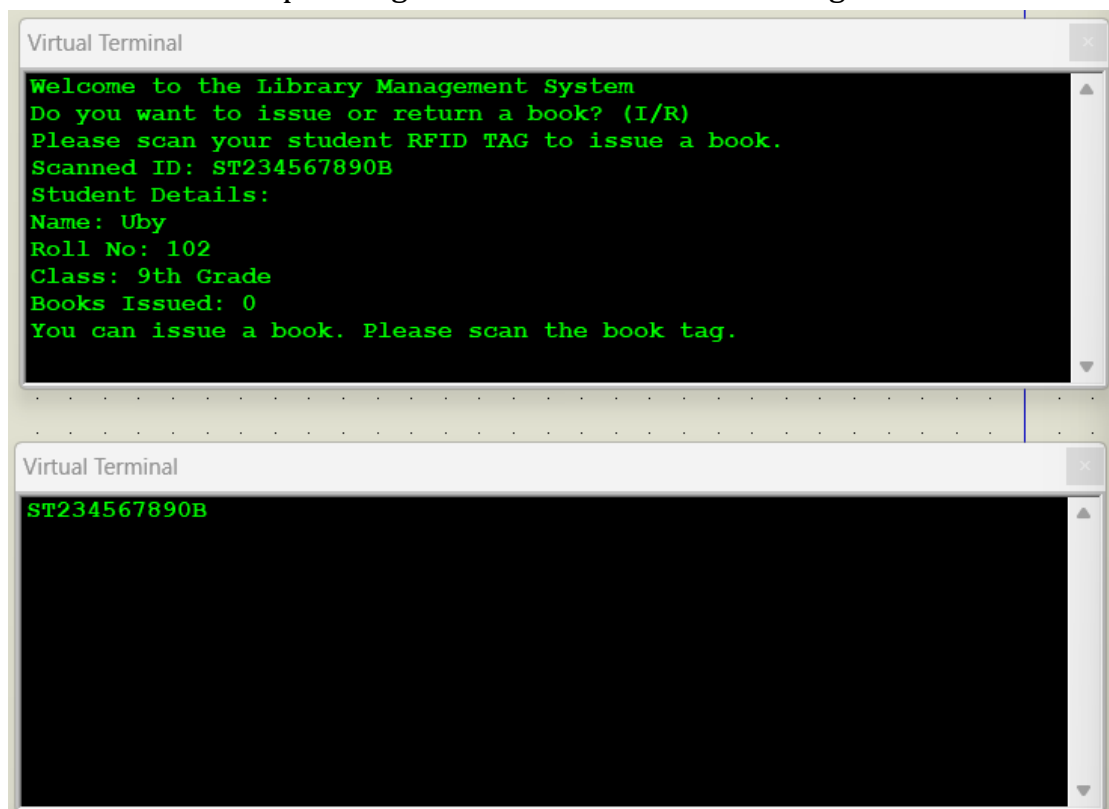 Virtual Terminal
Welcome to the Library Management System
Do you want to issue or return a book? (I/R)
Please scan your student RFID TAG to issue a book.
Scanned ID: ST234567890B
Student Details:
Name: Uby
Roll No: 102
Class: 9th Grade
Books Issued: 0
You can issue a book. Please scan the book tag.
Virtual Terminal
ST234567890B